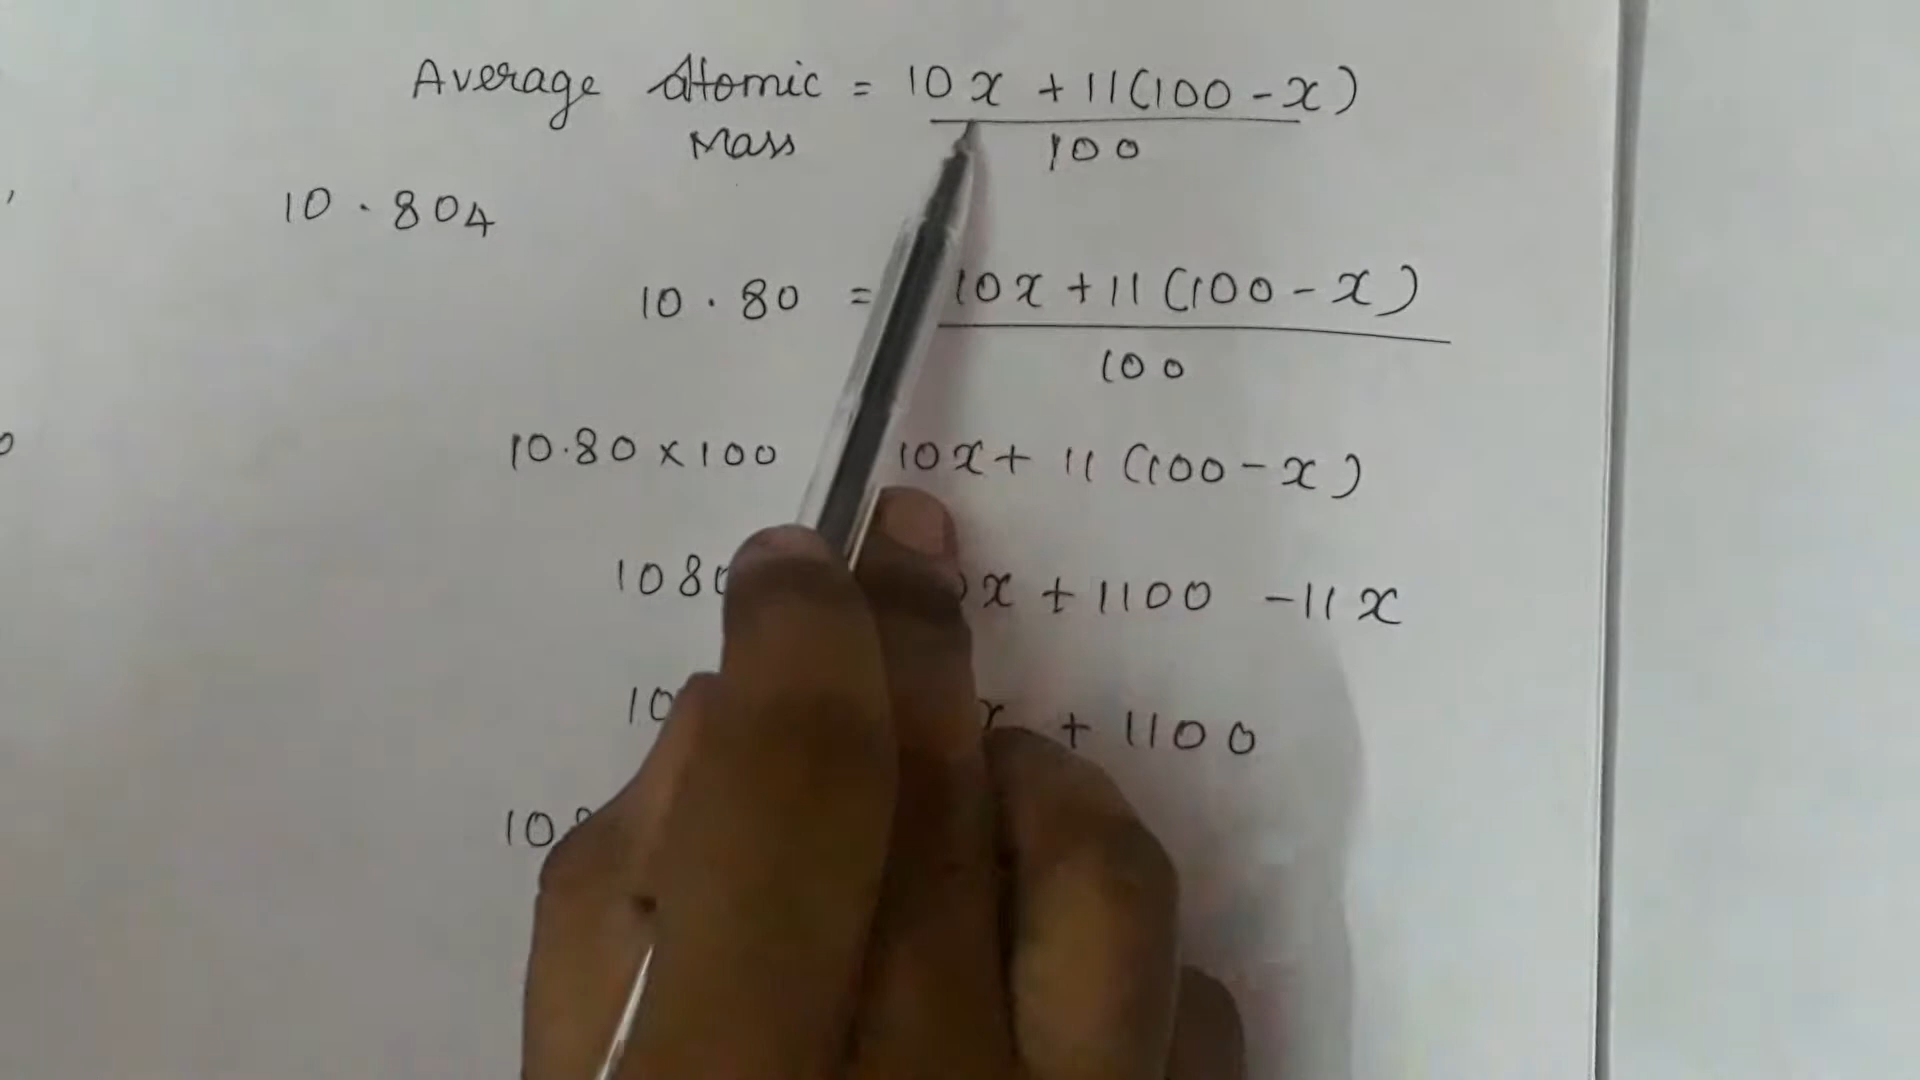 Average Atomic = 10x + 11(100 - x)
Mass 100
10.804
10.80 = 10x + 11(100 - x)
100
10.80 x 100 10x + 11(100 - x)
108 x + 1100 - 11x
10 x + 1100
10